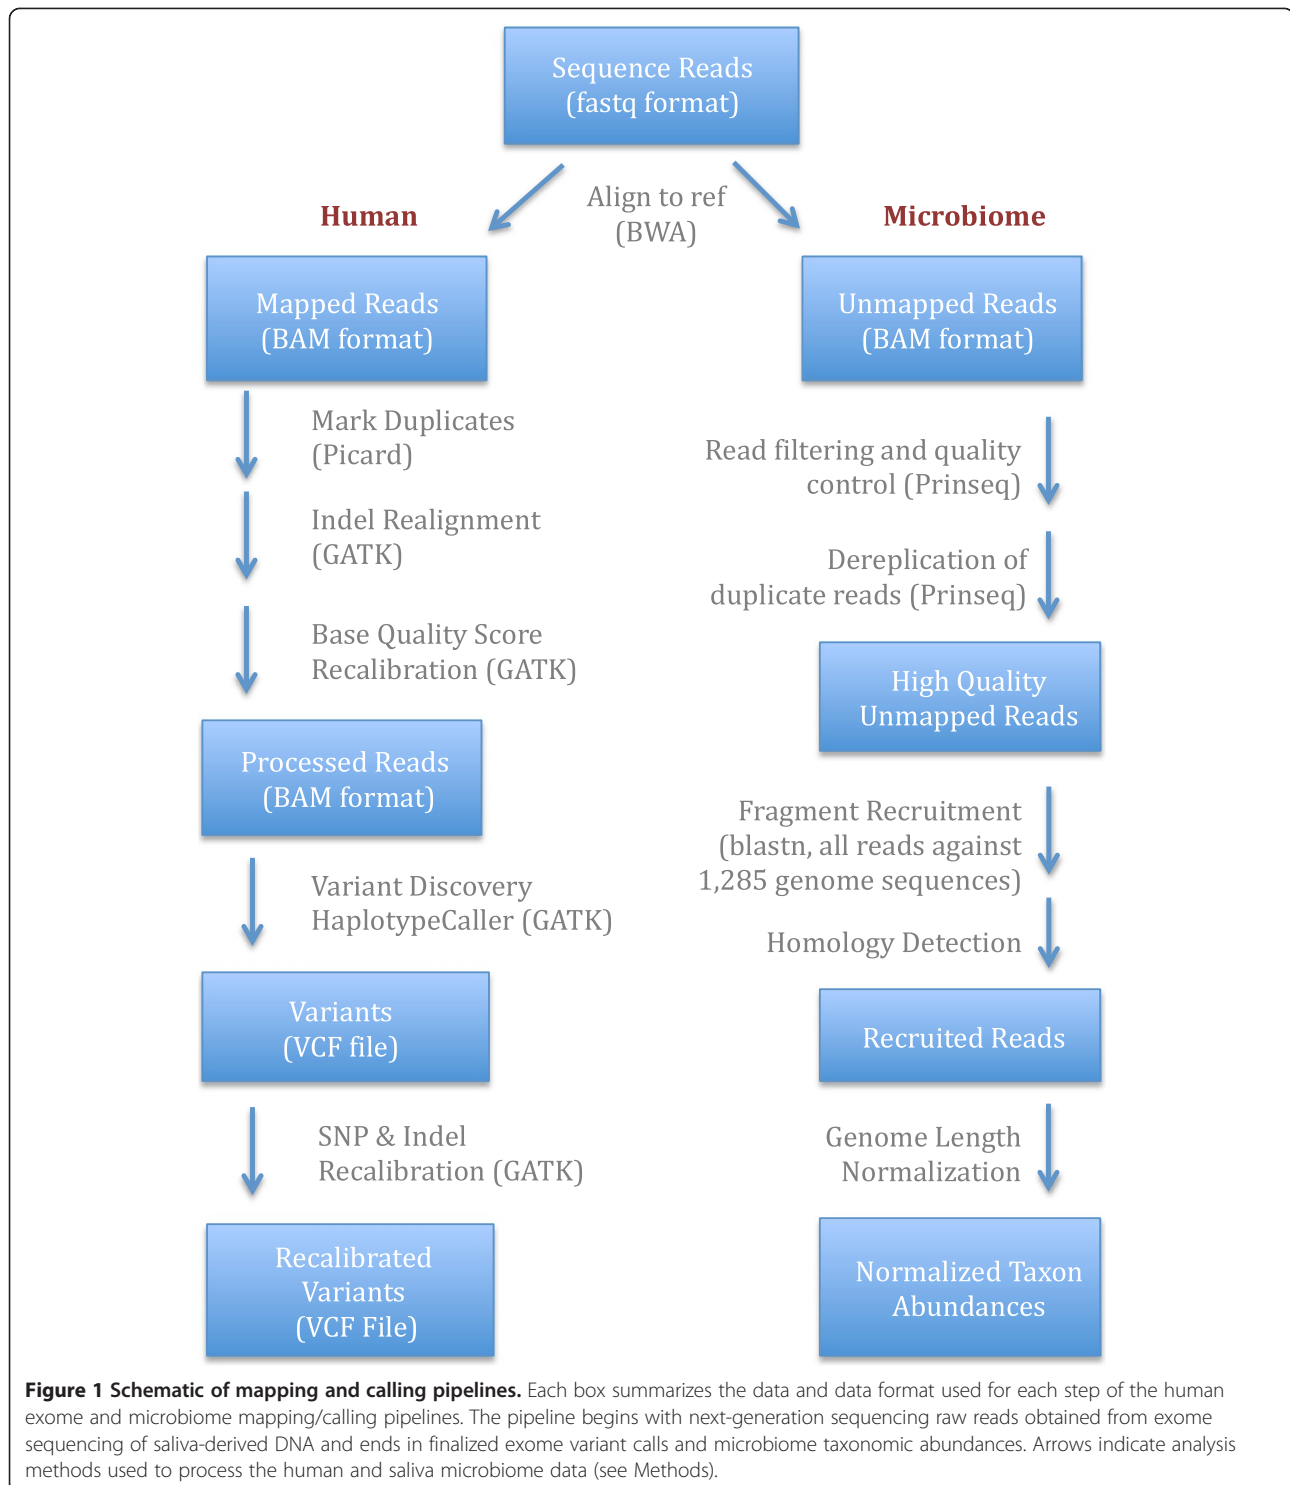 Sequence Reads
(fastq format)
Align to ref
(BWA)
Human
Microbiome
Mapped Reads
(BAM format)
Mark Duplicates
(Picard)
Indel Realignment
(GATK)
Base Quality Score
Recalibration (GATK)
Processed Reads
(BAM format)
Variant Discovery
HaplotypeCaller (GATK)
Variants
(VCF file)
SNP & Indel
Recalibration (GATK)
Recalibrated
Variants
(VCF File)
Unmapped Reads
(BAM format)
Read filtering and quality
control (Prinseq)
Dereplication of
duplicate reads (Prinseq)
High Quality
Unmapped Reads
Fragment Recruitment
(blastn, all reads against
1,285 genome sequences)
Homology Detection
Recruited Reads
Genome Length
Normalization
Normalized Taxon
Abundances
Figure 1 Schematic of mapping and calling pipelines. Each box summarizes the data and data format used for each step of the human
exome and microbiome mapping/calling pipelines. The pipeline begins with next-generation sequencing raw reads obtained from exome
sequencing of saliva-derived DNA and ends in finalized exome variant calls and microbiome taxonomic abundances. Arrows indicate analysis
methods used to process the human and saliva microbiome data (see Methods).